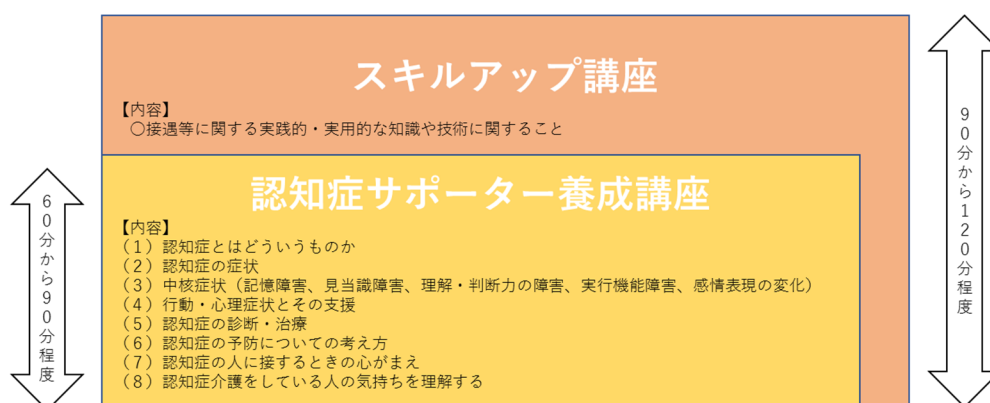 スキルアップ講座
【内容】
○接遇等に関する実践的・実用的な知識や技術に関すること
認知症サポーター養成講座
【内容】
（1）認知症とはどういうものか
（2）認知症の症状
（3）中核症状（記憶障害、見当識障害、理解・判断力の障害、実行機能障害、感情表現の変化）
（4）行動・心理症状とその支援
（5）認知症の診断・治療
（6）認知症の予防についての考え方
（7）認知症の人に接するときの心がまえ
（8）認知症介護をしている人の気持ちを理解する
60分から90分程度
90分から120分程度